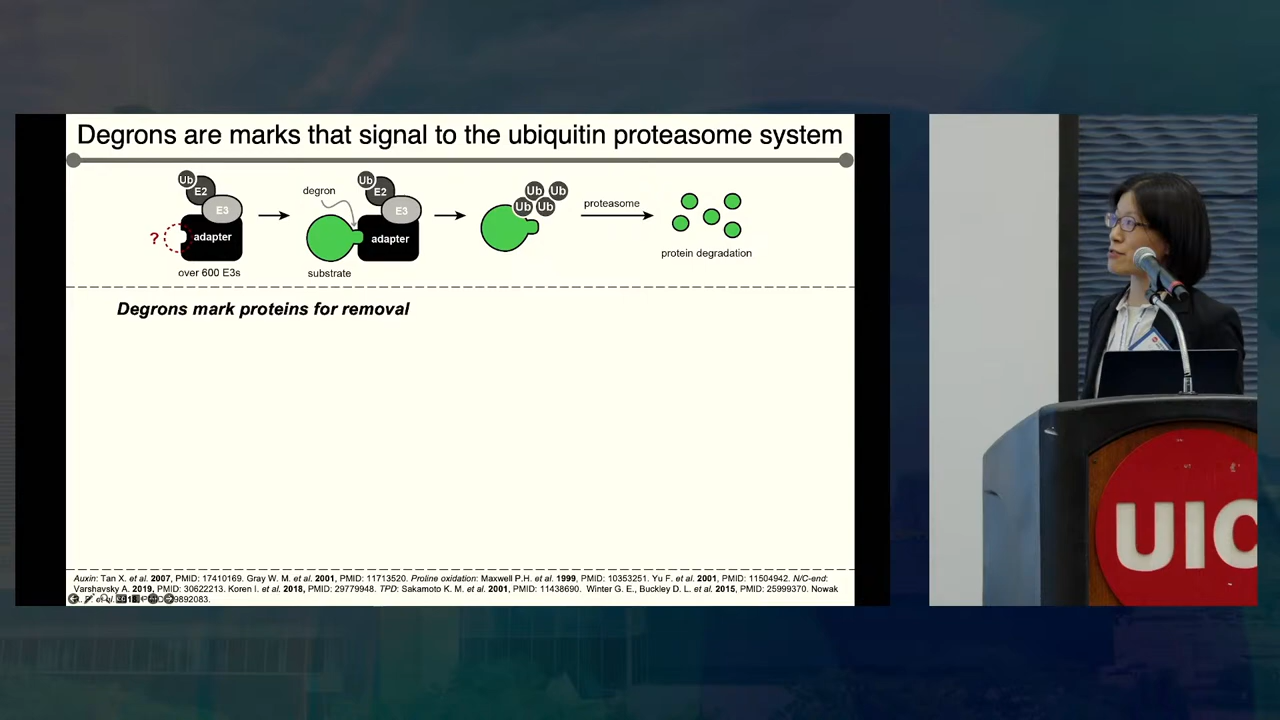 Degrons are marks that signal to the ubiquitin proteasome system
Ub
E2
E3
?
adapter
over 600 E3s
degron
Ub
E2
E3
adapter
substrate
Ub
Ub
Ub
Ub
proteasome
protein degradation
Degrons mark proteins for removal
Auxin: Tan X. et al. 2007, PMID: 17410169. Gray W. M. et al. 2001, PMID: 11713520. Proline oxidation: Maxwell P.H. et al. 1999, PMID: 10353251. Yu F. et al. 2001, PMID: 11504942. N/C-end:
Varshavsky A. 2019, PMID: 30622213. Koren I. et al. 2018, PMID: 29779948. TPD: Sakamoto K. M. et al. 2001, PMID: 11438690. Winter G. E., Buckley D. L. et al. 2015, PMID: 25999370. Nowak
9892083.
UIC